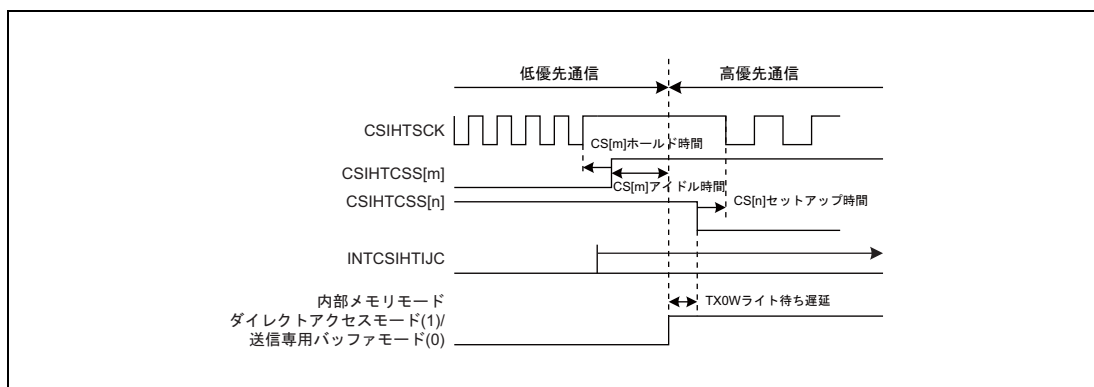 低優先通信 高優先通信
CSIHTSCK
CS[m]ホールド時間
CSIHTCSS[m]
CS[m]アイドル時間
CSIHTCSS[n] CS[n]セットアップ時間
INTCSIHTIJC
内部メモリモード TX0Wライト待ち遅延
ダイレクトアクセスモード(1)/
送信専用バッファモード(0)